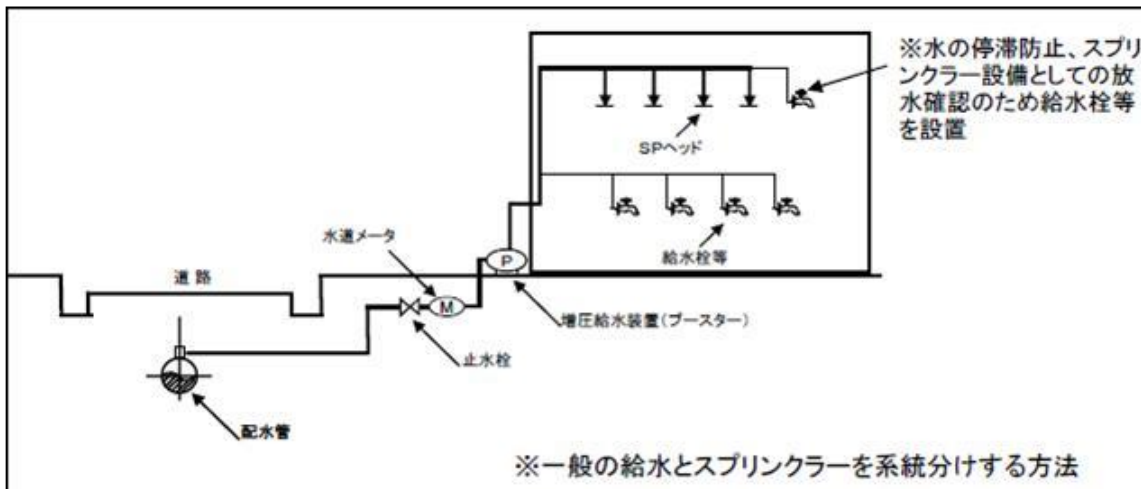 ※水の停滞防止、スプリ
ンクラー設備としての放
水確認のため給水栓等
を設置
SPヘッド
水道メータ
P
給水栓等
道路
M
増圧給水装置(ブースター)
止水栓
配水管
※一般の給水とスプリンクラーを系統分けする方法